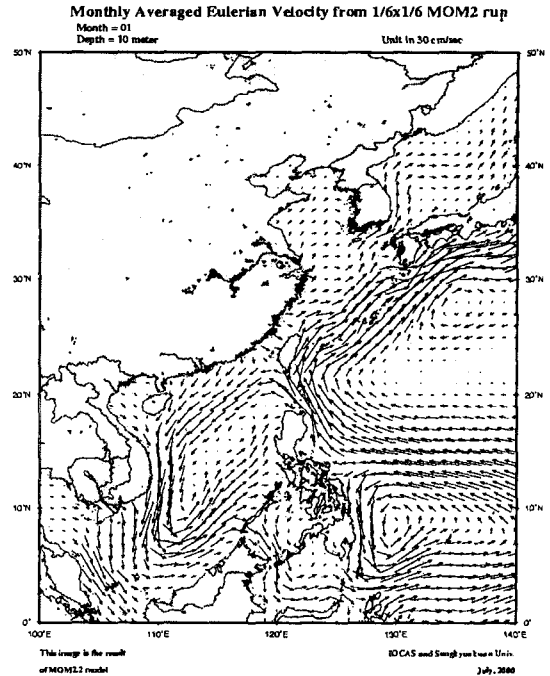 Monthly Averaged Eulerian Velocity from 1/6x1/6 MOM2 run
Month = 01
Depth = 10 meter
Unit in 30 cm/sec
50°N 50°N
40°N 40°N
30°N 30°N
20°N 20°N
10°N 10°N
0° 0°
100°E 110°E 120°E 130°E 140°E
This image is the result
of MOM2.2 model
IOCAS and Sungkyunkwan Univ.
July, 2000